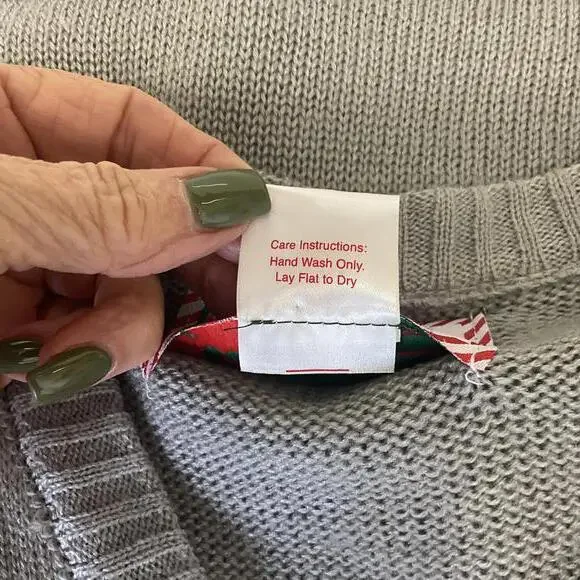 Care Instructions:
Hand Wash Only.
Lay Flat to Dry